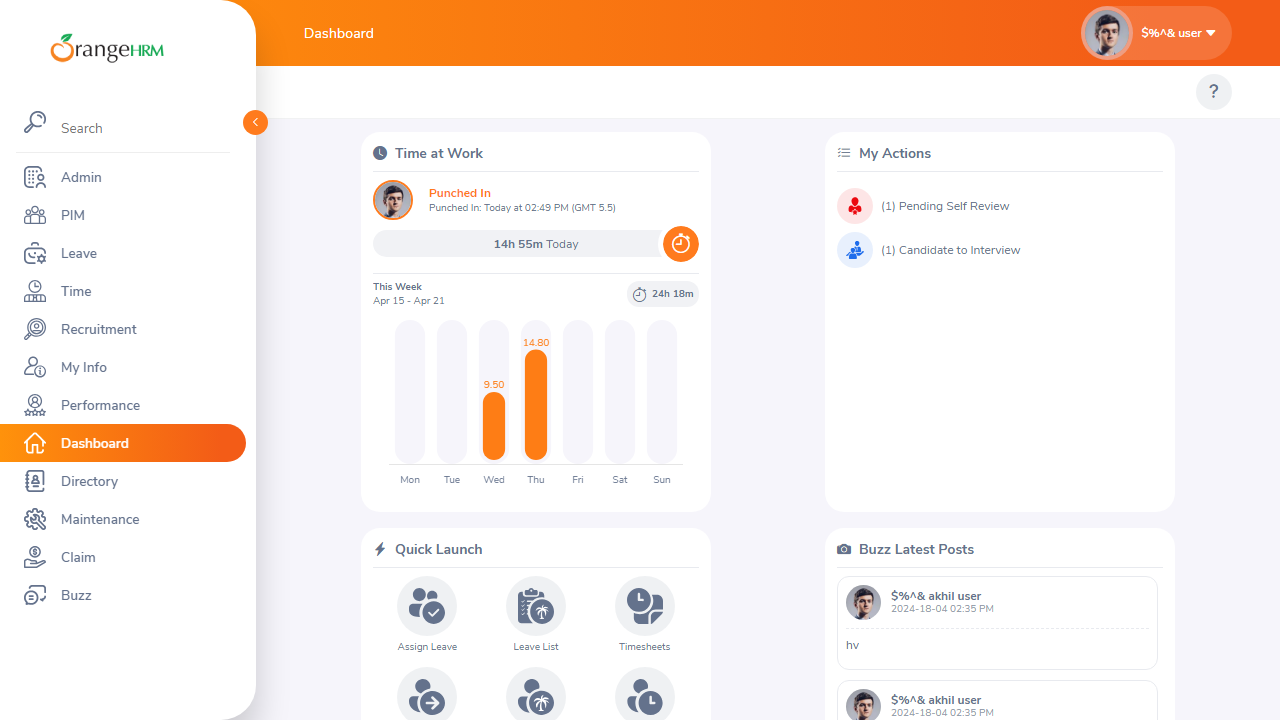 OrangeHRM
Dashboard
$%^& user
?
Search
Admin
PIM
Leave
Time
Recruitment
My Info
Performance
Dashboard
Directory
Maintenance
Claim
Buzz
Time at Work
Punched In
Punched In: Today at 02:49 PM (GMT 5.5)
14h 55m Today
This Week
Apr 15 - Apr 21
24h 18m
14.80
9.50
Mon Tue Wed Thu Fri Sat Sun
My Actions
(1) Pending Self Review
(1) Candidate to Interview
Quick Launch
Assign Leave
Leave List
Timesheets
Buzz Latest Posts
$%^& akhil user
2024-18-04 02:35 PM
hv
$%^& akhil user
2024-18-04 02:35 PM